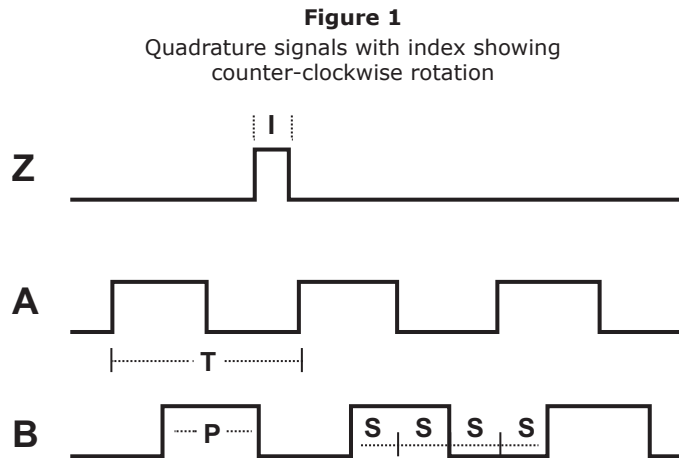 Figure 1
Quadrature signals with index showing
counter-clockwise rotation
I
Z
A
T
B
P
S S S S